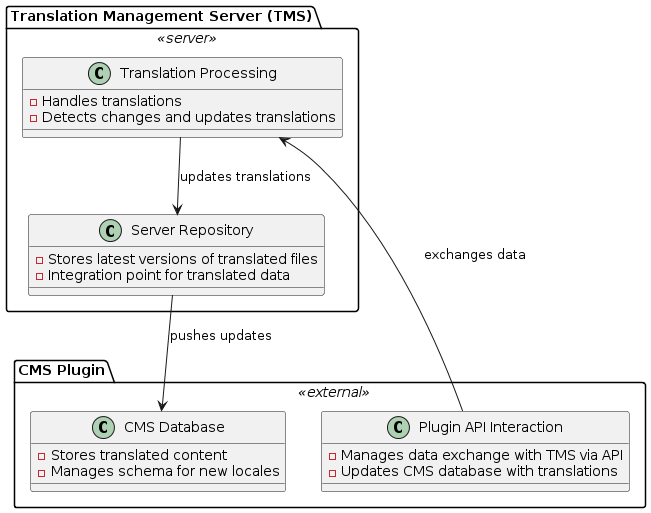 Translation Management Server (TMS)
«server»
C Translation Processing
Handles translations
Detects changes and updates translations
updates translations
C Server Repository
Stores latest versions of translated files
Integration point for translated data
exchanges data
pushes updates
CMS Plugin
«external»
C CMS Database
Stores translated content
Manages schema for new locales
C Plugin API Interaction
Manages data exchange with TMS via API
Updates CMS database with translations